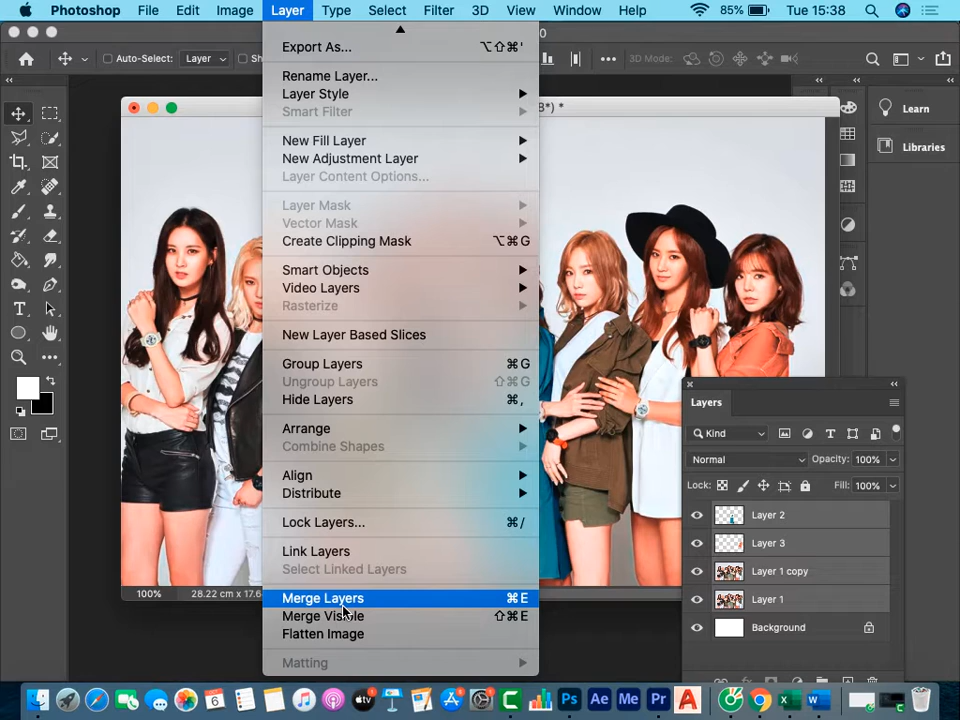 Photoshop File Edit Image Layer Type Select Filter 3D View Window Help 85% Tue 15:38
Auto-Select: Layer
3D Mode:
Export As... ⌥⇧⌘'
Rename Layer...
Layer Style
Smart Filter
New Fill Layer
New Adjustment Layer
Layer Content Options...
Layer Mask
Vector Mask
Create Clipping Mask ⌥⌘G
Smart Objects
Video Layers
Rasterize
New Layer Based Slices
Group Layers ⌘G
Ungroup Layers ⇧⌘G
Hide Layers ⌘,
Arrange
Combine Shapes
Align
Distribute
Lock Layers... ⌘/
Link Layers
Select Linked Layers
Merge Layers ⌘E
Merge Visible ⇧⌘E
Flatten Image
Matting
100% 28.22 cm x 17.6
Learn
Libraries
Layers
Kind
Normal Opacity: 100%
Lock: Fill: 100%
Layer 2
Layer 3
Layer 1 copy
Layer 1
Background